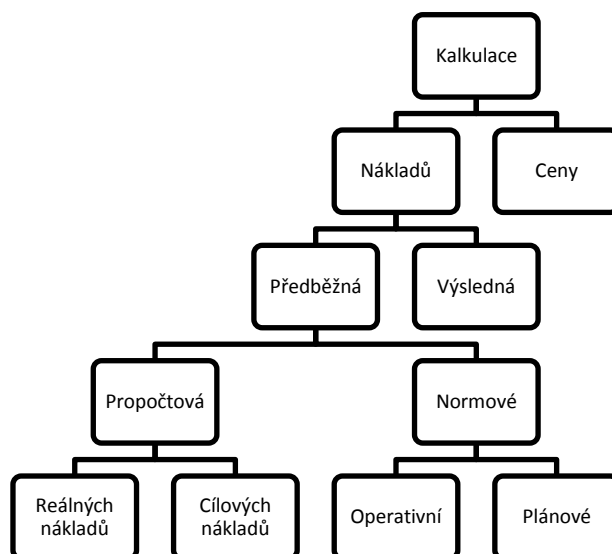 Kalkulace
Nákladů
Ceny
Předběžná
Výsledná
Propočtová
Normové
Reálných
nákladů
Cílových
nákladů
Operativní
Plánové